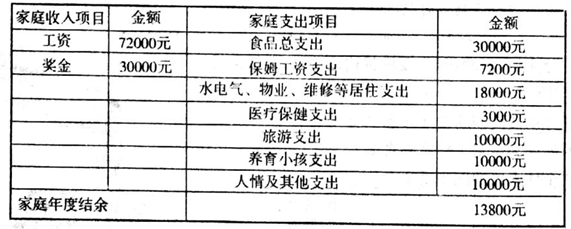 家庭收入项目 金额 家庭支出项目 金额
工资 72000元 食品总支出 30000元
奖金 30000元 保姆工资支出 7200元
水电气、物业、维修等居住支出 18000元
医疗保健支出 3000元
旅游支出 10000元
养育小孩支出 10000元
人情及其他支出 10000元
家庭年度结余 13800元